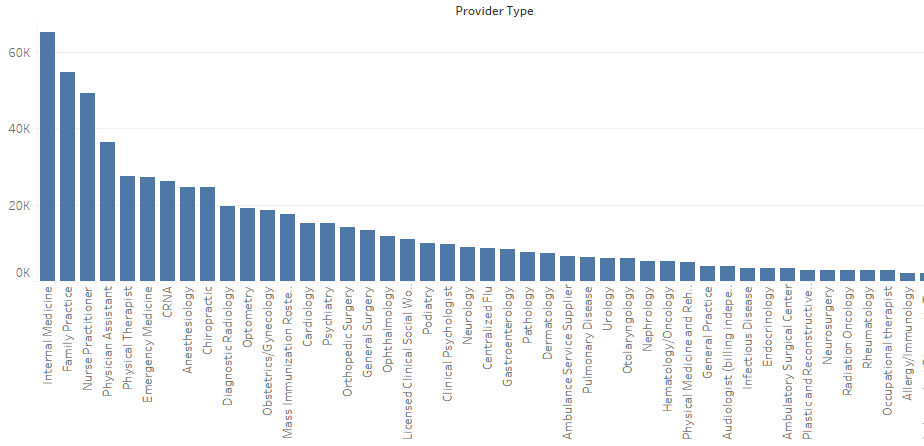 Provider Type
60K
40K
20K
0K
Internal Medicine
Family Practice
Nurse Practitioner
Physician Assistant
Physical Therapist
Emergency Medicine
CRNA
Anesthesiology
Chiropractic
Diagnostic Radiology
Optometry
Obstetrics/Gynecology
Mass Immunization Roste..
Cardiology
Psychiatry
Orthopedic Surgery
General Surgery
Ophthalmology
Licensed Clinical Social Wo..
Podiatry
Clinical Psychologist
Neurology
Centralized Flu
Gastroenterology
Pathology
Dermatology
Ambulance Service Supplier
Pulmonary Disease
Urology
Otolaryngology
Nephrology
Hematology/Oncology
Physical Medicine and Reh..
General Practice
Audiologist (billing indepe..
Infectious Disease
Endocrinology
Ambulatory Surgical Center
Plastic and Reconstructive..
Neurosurgery
Radiation Oncology
Rheumatology
Occupational therapist
Allergy/Immunology